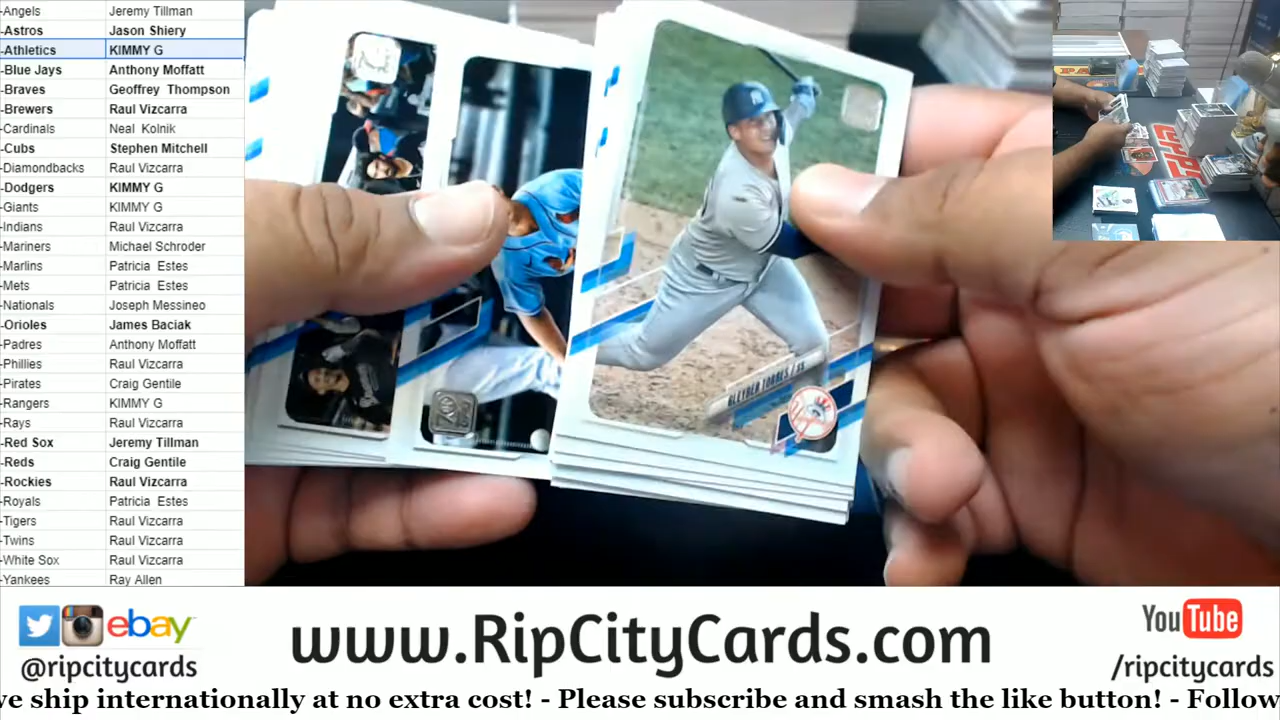 -Angels Jeremy Tillman
-Astros Jason Shiery
-Athletics KIMMY G
-Blue Jays Anthony Moffatt
-Braves Geoffrey Thompson
-Brewers Raul Vizcarra
-Cardinals Neal Kolnik
-Cubs Stephen Mitchell
-Diamondbacks Raul Vizcarra
-Dodgers KIMMY G
-Giants KIMMY G
-Indians Raul Vizcarra
-Mariners Michael Schroder
-Marlins Patricia Estes
-Mets Patricia Estes
-Nationals Joseph Messineo
-Orioles James Baciak
-Padres Anthony Moffatt
-Phillies Raul Vizcarra
-Pirates Craig Gentile
-Rangers KIMMY G
-Rays Raul Vizcarra
-Red Sox Jeremy Tillman
-Reds Craig Gentile
-Rockies Raul Vizcarra
-Royals Patricia Estes
-Tigers Raul Vizcarra
-Twins Raul Vizcarra
-White Sox Raul Vizcarra
-Yankees Ray Allen
GLEYBER TORRES / SS
ebay
@ripcitycards
www.RipCityCards.com
YouTube
/ripcitycards
ve ship internationally at no extra cost! - Please subscribe and smash the like button! - Follow